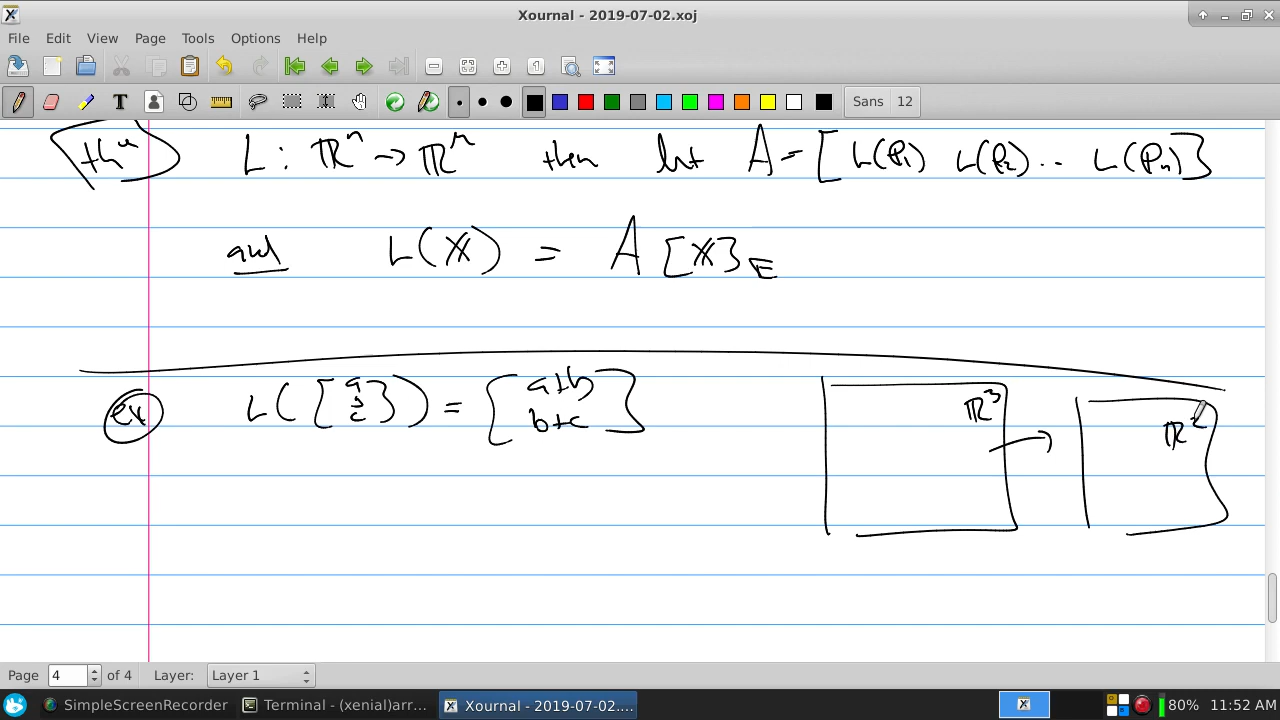 Xournal - 2019-07-02.xoj
File Edit View Page Tools Options Help
Sans 12
thm L : ℝⁿ → ℝᵐ then let A = [L(e₁) L(e₂) ·· L(eₙ)]
and L(X) = A [X]_E
ex L([a b c]) = [a+b
b+c]
ℝ³ → ℝ²
Page 4 of 4 Layer: Layer 1
SimpleScreenRecorder Terminal - (xenial)arr... Xournal - 2019-07-02.... 80% 11:52 AM